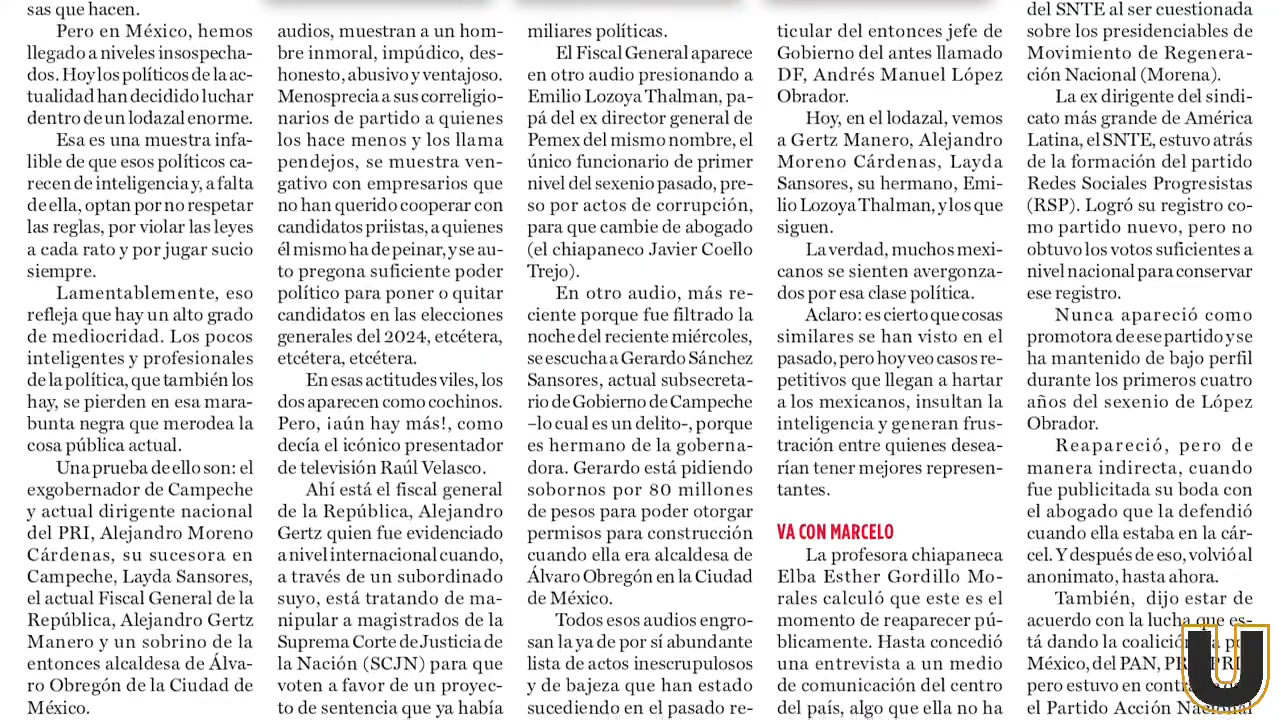 sas que hacen.
Pero en México, hemos
llegado a niveles insospecha-
dos. Hoy los políticos de la ac-
tualidad han decidido luchar
dentro de un lodazal enorme.
Esa es una muestra infa-
lible de que esos políticos ca-
recen de inteligencia y, a falta
de ella, optan por no respetar
las reglas, por violar las leyes
a cada rato y por jugar sucio
siempre.
Lamentablemente, eso
refleja que hay un alto grado
de mediocridad. Los pocos
inteligentes y profesionales
de la política, que también los
hay, se pierden en esa mara-
bunta negra que merodea la
cosa pública actual.
Una prueba de ello son: el
exgobernador de Campeche
y actual dirigente nacional
del PRI, Alejandro Moreno
Cárdenas, su sucesora en
Campeche, Layda Sansores,
el actual Fiscal General de la
República, Alejandro Gertz
Manero y un sobrino de la
entonces alcaldesa de Álva-
ro Obregón de la Ciudad de
México.
audios, muestran a un hom-
bre inmoral, impúdico, des-
honesto, abusivo y ventajoso.
Menosprecia a sus correligio-
narios de partido a quienes
los hace menos y los llama
pendejos, se muestra ven-
gativo con empresarios que
no han querido cooperar con
candidatos priistas, a quienes
él mismo ha de peinar, y se au-
to pregona suficiente poder
político para poner o quitar
candidatos en las elecciones
generales del 2024, etcétera,
etcétera, etcétera.
En esas actitudes viles, los
dos aparecen como cochinos.
Pero, ¡aún hay más!, como
decía el icónico presentador
de televisión Raúl Velasco.
Ahí está el fiscal general
de la República, Alejandro
Gertz quien fue evidenciado
a nivel internacional cuando,
a través de un subordinado
suyo, está tratando de ma-
nipular a magistrados de la
Suprema Corte de Justicia de
la Nación (SCJN) para que
voten a favor de un proyec-
to de sentencia que ya había
miliares políticas.
El Fiscal General aparece
en otro audio presionando a
Emilio Lozoya Thalman, pa-
pá del ex director general de
Pemex del mismo nombre, el
único funcionario de primer
nivel del sexenio pasado, pre-
so por actos de corrupción,
para que cambie de abogado
(el chiapaneco Javier Coello
Trejo).
En otro audio, más re-
ciente porque fue filtrado la
noche del reciente miércoles,
se escucha a Gerardo Sánchez
Sansores, actual subsecreta-
rio de Gobierno de Campeche
–lo cual es un delito-, porque
es hermano de la goberna-
dora. Gerardo está pidiendo
sobornos por 80 millones
de pesos para poder otorgar
permisos para construcción
cuando ella era alcaldesa de
Álvaro Obregón en la Ciudad
de México.
Todos esos audios engro-
san la ya de por sí abundante
lista de actos inescrupulosos
y de bajeza que han estado
sucediendo en el pasado re-
ticular del entonces jefe de
Gobierno del antes llamado
DF, Andrés Manuel López
Obrador.
Hoy, en el lodazal, vemos
a Gertz Manero, Alejandro
Moreno Cárdenas, Layda
Sansores, su hermano, Emi-
lio Lozoya Thalman, y los que
siguen.
La verdad, muchos mexi-
canos se sienten avergonza-
dos por esa clase política.
Aclaro: es cierto que cosas
similares se han visto en el
pasado, pero hoy veo casos re-
petitivos que llegan a hartar
a los mexicanos, insultan la
inteligencia y generan frus-
tración entre quienes desea-
rían tener mejores represen-
tantes.
VA CON MARCELO
La profesora chiapaneca
Elba Esther Gordillo Mo-
rales calculó que este es el
momento de reaparecer pú-
blicamente. Hasta concedió
una entrevista a un medio
de comunicación del centro
del país, algo que ella no ha
del SNTE al ser cuestionada
sobre los presidenciables de
Movimiento de Regenera-
ción Nacional (Morena).
La ex dirigente del sindi-
cato más grande de América
Latina, el SNTE, estuvo atrás
de la formación del partido
Redes Sociales Progresistas
(RSP). Logró su registro co-
mo partido nuevo, pero no
obtuvo los votos suficientes a
nivel nacional para conservar
ese registro.
Nunca apareció como
promotora de ese partido y se
ha mantenido de bajo perfil
durante los primeros cuatro
años del sexenio de López
Obrador.
Reapareció, pero de
manera indirecta, cuando
fue publicitada su boda con
el abogado que la defendió
cuando ella estaba en la cár-
cel. Y después de eso, volvió al
anonimato, hasta ahora.
También, dijo estar de
acuerdo con la lucha que es-
tá dando la coalición
México, del PAN,
pero estuvo en
el Partido Acción Nacional
U